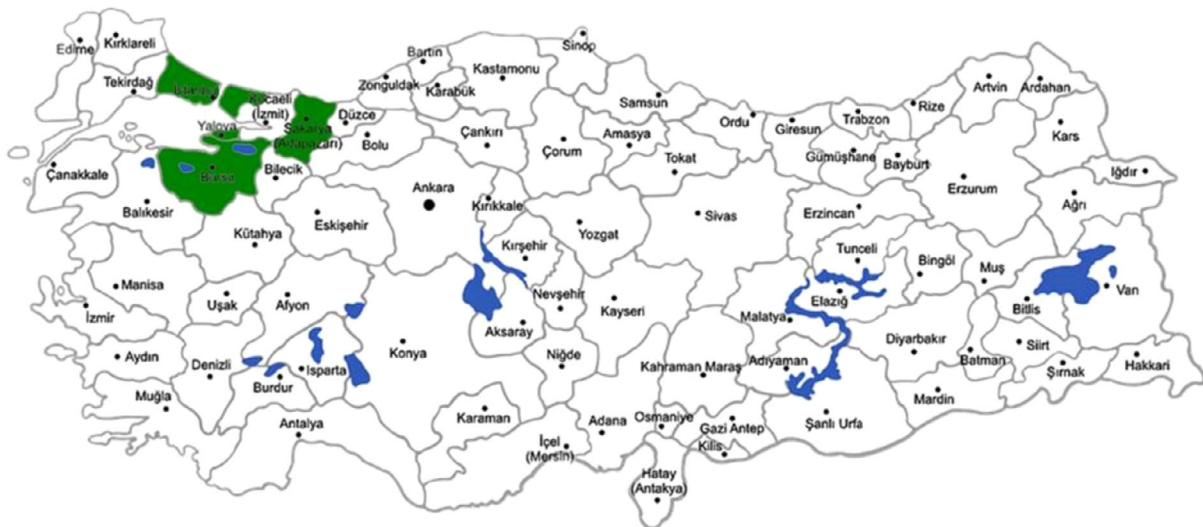 Edirne
Kırklareli
Tekirdağ
İstanbul
Kocaeli
(İzmit)
Yalova
Sakarya
(Adapazarı)
Düzce
Bolu
Zonguldak
Bartın
Karabük
Kastamonu
Sinop
Çankırı
Çorum
Samsun
Amasya
Tokat
Ordu
Giresun
Trabzon
Rize
Artvin
Ardahan
Kars
Gümüşhane
Bayburt
Erzurum
Iğdır
Ağrı
Çanakkale
Balıkesir
Bursa
Bilecik
Kütahya
Eskişehir
Ankara
Kırıkkale
Kırşehir
Yozgat
Sivas
Erzincan
Tunceli
Bingöl
Muş
Bitlis
Van
Manisa
İzmir
Uşak
Afyon
Konya
Aksaray
Nevşehir
Kayseri
Niğde
Malatya
Elazığ
Diyarbakır
Batman
Siirt
Şırnak
Hakkari
Aydın
Denizli
Muğla
Burdur
Isparta
Antalya
Karaman
İçel
(Mersin)
Adana
Kahraman Maraş
Osmaniye
Adıyaman
Gazi Antep
Kilis
Şanlı Urfa
Mardin
Hatay
(Antakya)